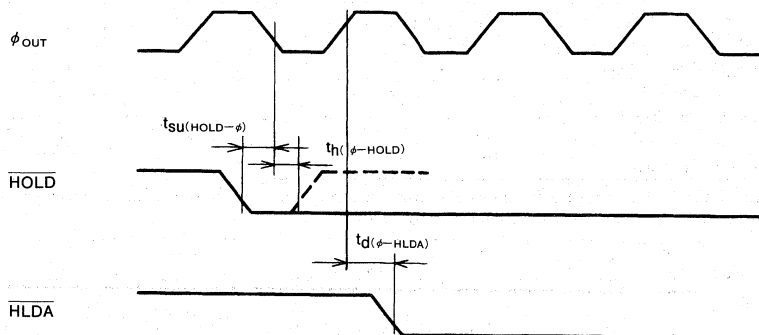 φOUT
tsu(HOLD-φ)
th(φ-HOLD)
HOLD
td(φ-HLDA)
HLDA